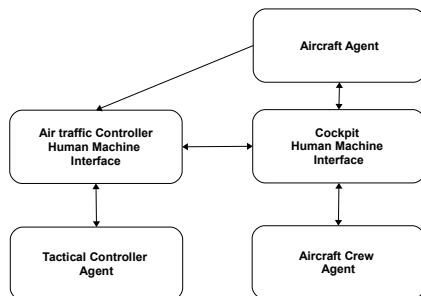 Aircraft Agent
Air traffic Controller
Human Machine
Interface
Cockpit
Human Machine
Interface
Tactical Controller
Agent
Aircraft Crew
Agent